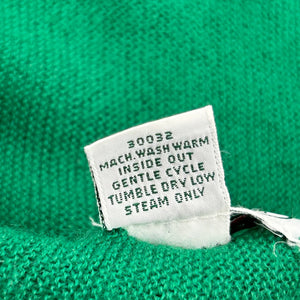 30032
MACH. WASH WARM
INSIDE OUT
GENTLE CYCLE
TUMBLE DRY LOW
STEAM ONLY